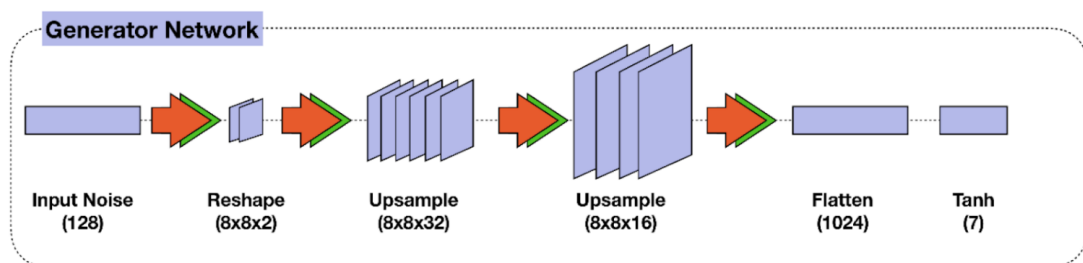 Generator Network
Input Noise
(128)
Reshape
(8x8x2)
Upsample
(8x8x32)
Upsample
(8x8x16)
Flatten
(1024)
Tanh
(7)